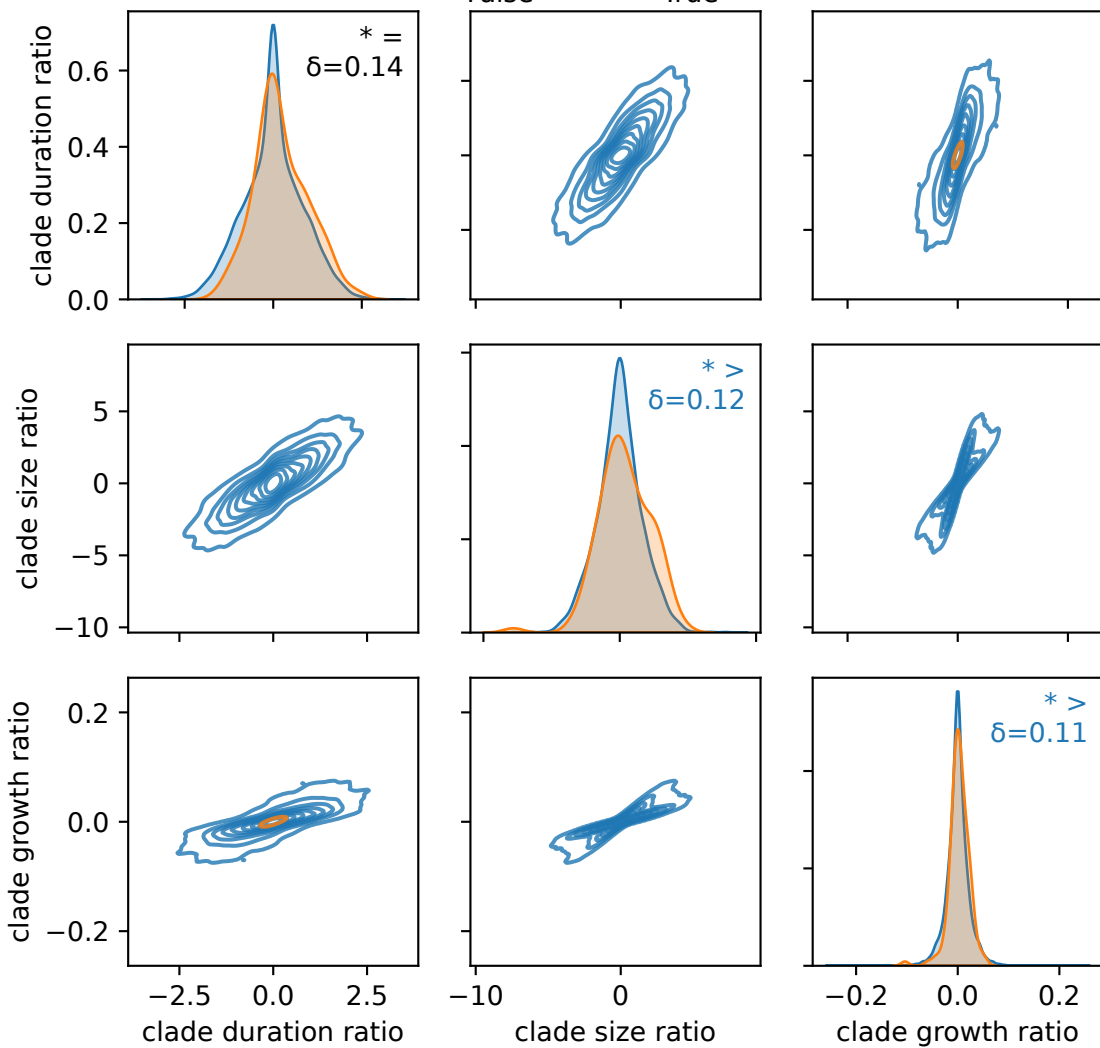 False True
clade duration ratio
0.6
0.4
0.2
0.0
* =
δ=0.14
clade size ratio
5
0
−5
−10
* >
δ=0.12
clade growth ratio
0.2
0.0
−0.2
* >
δ=0.11
−2.5 0.0 2.5
−10 0
−0.2 0.0 0.2
clade duration ratio
clade size ratio
clade growth ratio